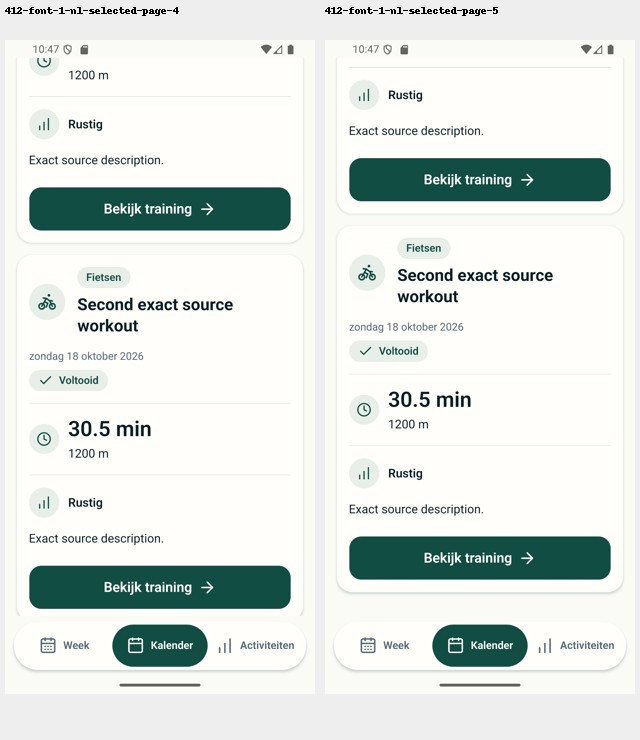 412-font-1-nl-selected-page-4
10:47
1200 m
Rustig
Exact source description.
Bekijk training
Fietsen
Second exact source
workout
zondag 18 oktober 2026
Voltooid
30.5 min
1200 m
Rustig
Exact source description.
Bekijk training
Week
Kalender
Activiteiten
412-font-1-nl-selected-page-5
10:47
Rustig
Exact source description.
Bekijk training
Fietsen
Second exact source
workout
zondag 18 oktober 2026
Voltooid
30.5 min
1200 m
Rustig
Exact source description.
Bekijk training
Week
Kalender
Activiteiten